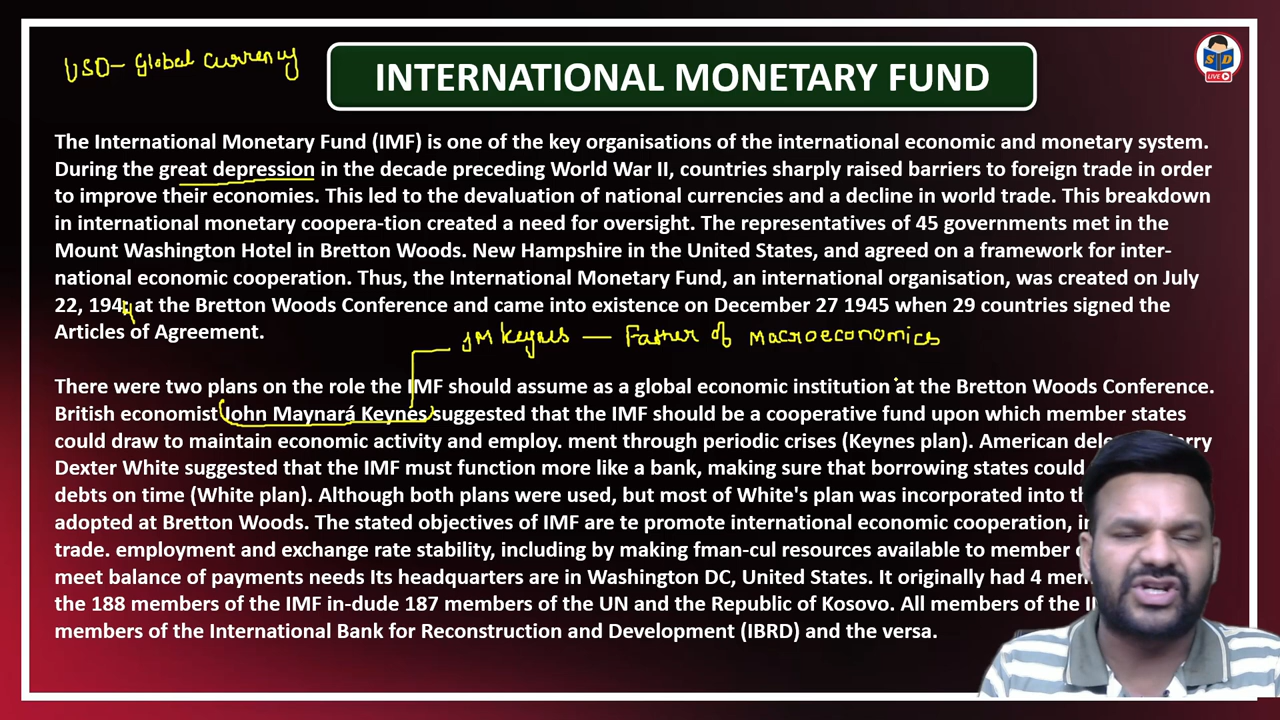 USD- Global Currency
INTERNATIONAL MONETARY FUND
S D
LIVE
The International Monetary Fund (IMF) is one of the key organisations of the international economic and monetary system.
During the great depression in the decade preceding World War II, countries sharply raised barriers to foreign trade in order
to improve their economies. This led to the devaluation of national currencies and a decline in world trade. This breakdown
in international monetary coopera-tion created a need for oversight. The representatives of 45 governments met in the
Mount Washington Hotel in Bretton Woods. New Hampshire in the United States, and agreed on a framework for inter-
national economic cooperation. Thus, the International Monetary Fund, an international organisation, was created on July
22, 1944 at the Bretton Woods Conference and came into existence on December 27 1945 when 29 countries signed the
Articles of Agreement.
JM Keynes — Father of Macroeconomics
There were two plans on the role the IMF should assume as a global economic institution at the Bretton Woods Conference.
British economist John Maynará Keynes suggested that the IMF should be a cooperative fund upon which member states
could draw to maintain economic activity and employ. ment through periodic crises (Keynes plan). American
Dexter White suggested that the IMF must function more like a bank, making sure that borrowing states could
debts on time (White plan). Although both plans were used, but most of White's plan was incorporated into
adopted at Bretton Woods. The stated objectives of IMF are te promote international economic cooperation,
trade. employment and exchange rate stability, including by making fman-cul resources available to member
meet balance of payments needs Its headquarters are in Washington DC, United States. It originally had 4
the 188 members of the IMF in-dude 187 members of the UN and the Republic of Kosovo. All members of the
members of the International Bank for Reconstruction and Development (IBRD) and the versa.